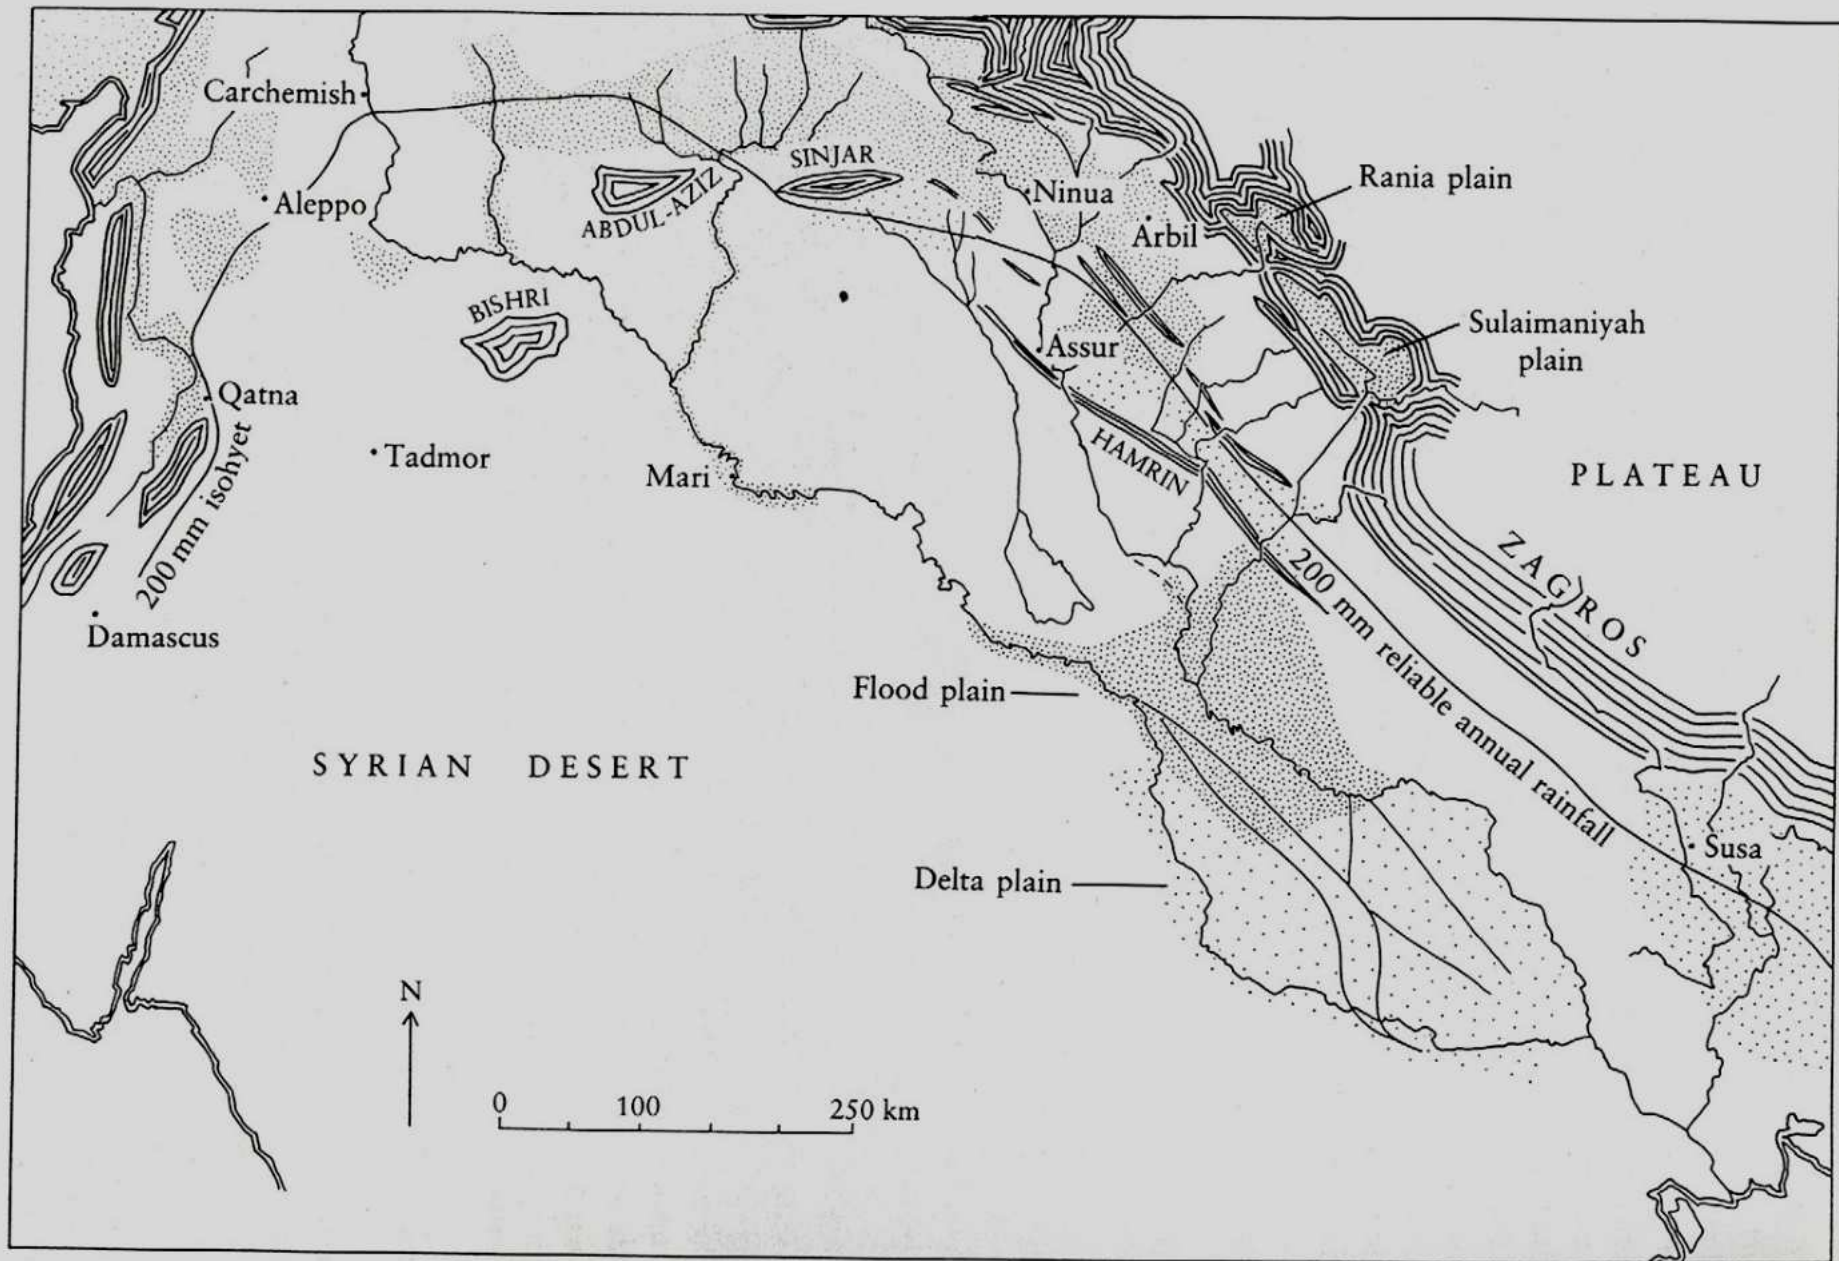 Carchemish
Aleppo
ABDUL-AZIZ
SINJAR
Ninua
Arbil
Rania plain
BISHRI
Assur
Sulaimaniyah
plain
Qatna
200 mm isohyet
Tadmor
Mari
HAMRIN
PLATEAU
ZAGROS
Damascus
200 mm reliable annual rainfall
Flood plain
SYRIAN DESERT
Delta plain
Susa
N
0 100 250 km